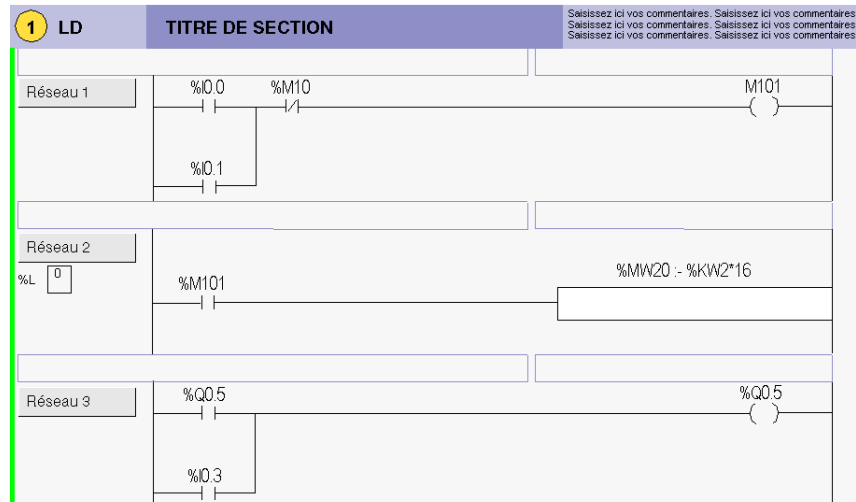 1 LD TITRE DE SECTION
Saisissez ici vos commentaires. Saisissez ici vos commentaires
Saisissez ici vos commentaires. Saisissez ici vos commentaires
Saisissez ici vos commentaires. Saisissez ici vos commentaires
Réseau 1
%I0.0 %M10 M101
%I0.1
Réseau 2
%L 0
%M101
%MW20 :- %KW2*16
Réseau 3
%Q0.5 %Q0.5
%I0.3